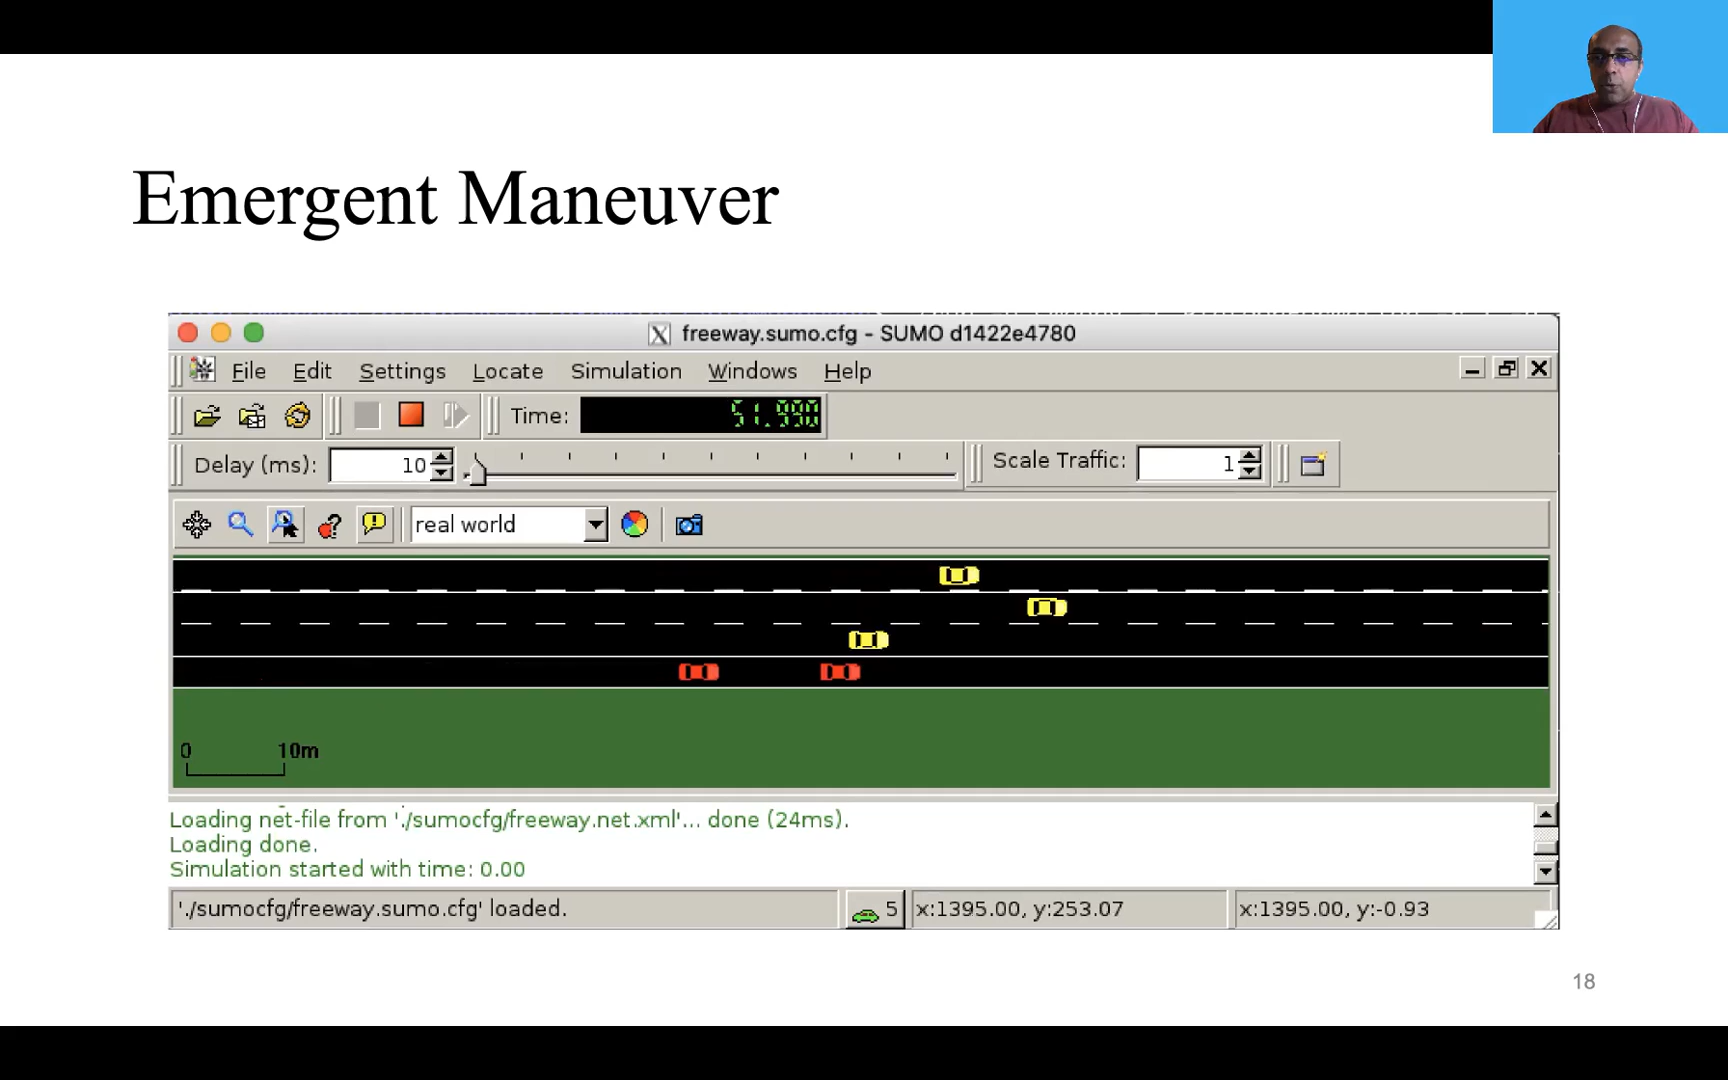 Emergent Maneuver
freeway.sumo.cfg - SUMO d1422e4780
File Edit Settings Locate Simulation Windows Help
Time: 51.990
Delay (ms): 10 Scale Traffic: 1
real world
0 10m
Loading net-file from './sumocfg/freeway.net.xml'... done (24ms).
Loading done.
Simulation started with time: 0.00
'./sumocfg/freeway.sumo.cfg' loaded. 5 x:1395.00, y:253.07 x:1395.00, y:-0.93
18